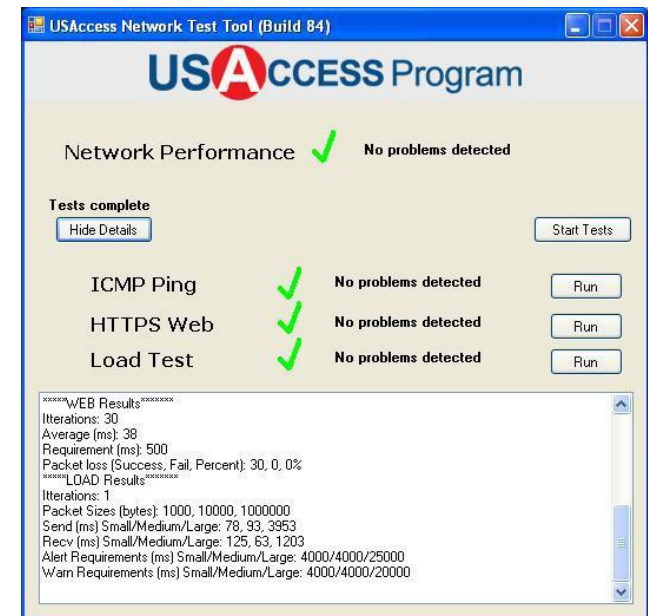 USAccess Network Test Tool (Build 84)
USACCESS Program
Network Performance No problems detected
Tests complete
Hide Details Start Tests
ICMP Ping No problems detected Run
HTTPS Web No problems detected Run
Load Test No problems detected Run
*****WEB Results*******
Itterations: 30
Average (ms): 38
Requirement (ms): 500
Packet loss (Success, Fail, Percent): 30, 0, 0%
*****LOAD Results*******
Itterations: 1
Packet Sizes (bytes): 1000, 10000, 1000000
Send (ms) Small/Medium/Large: 78, 93, 3953
Recv (ms) Small/Medium/Large: 125, 63, 1203
Alert Requirements (ms) Small/Medium/Large: 4000/4000/25000
Warn Requirements (ms) Small/Medium/Large: 4000/4000/20000